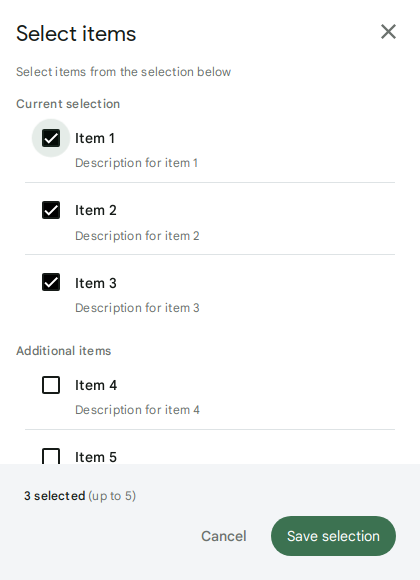 Select items
Select items from the selection below
Current selection
Item 1
Description for item 1
Item 2
Description for item 2
Item 3
Description for item 3
Additional items
Item 4
Description for item 4
Item 5
3 selected (up to 5)
Cancel
Save selection